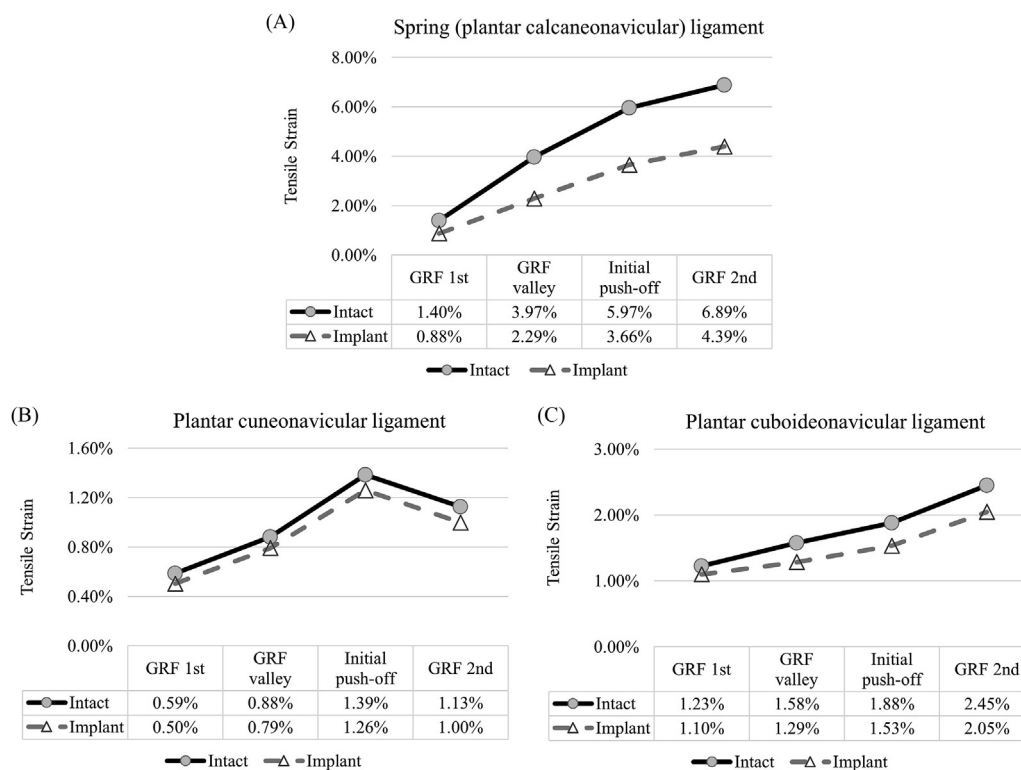 (A)
Spring (plantar calcaneonavicular) ligament
Tensile Strain
8.00%
6.00%
4.00%
2.00%
0.00%
GRF 1st GRF valley Initial push-off GRF 2nd
Intact 1.40% 3.97% 5.97% 6.89%
Implant 0.88% 2.29% 3.66% 4.39%
Intact Implant
(B)
Plantar cuneonavicular ligament
Tensile Strain
1.60%
1.20%
0.80%
0.40%
0.00%
GRF 1st GRF valley Initial push-off GRF 2nd
Intact 0.59% 0.88% 1.39% 1.13%
Implant 0.50% 0.79% 1.26% 1.00%
Intact Implant
(C)
Plantar cuboideonavicular ligament
Tensile Strain
3.00%
2.00%
1.00%
0.00%
GRF 1st GRF valley Initial push-off GRF 2nd
Intact 1.23% 1.58% 1.88% 2.45%
Implant 1.10% 1.29% 1.53% 2.05%
Intact Implant